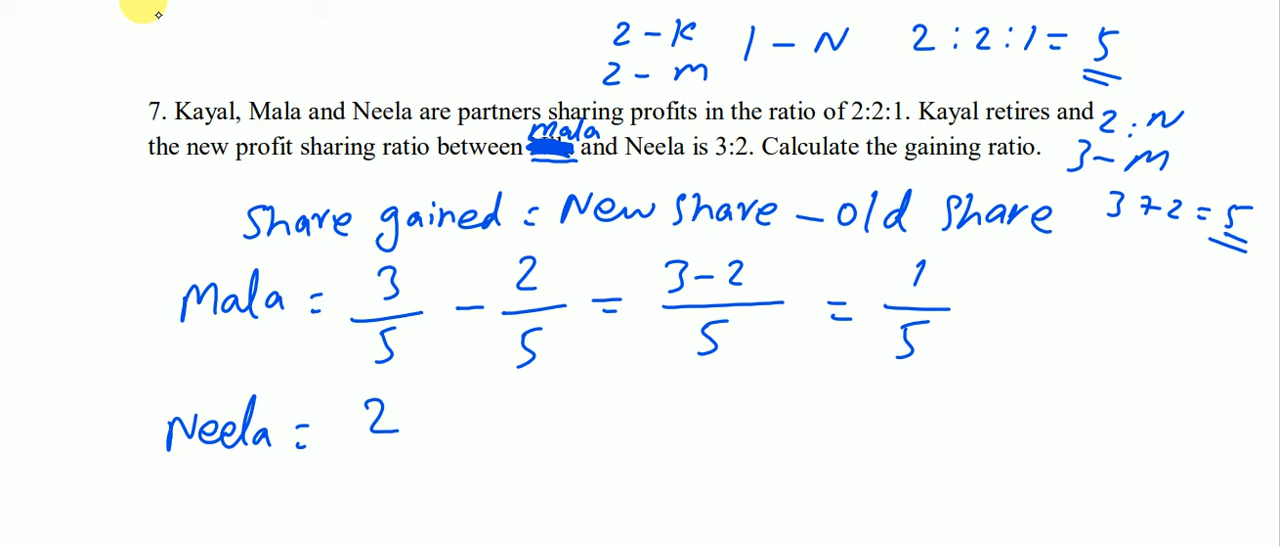 2 - K 1 - N 2 : 2 : 1 = 5
2 - m
7. Kayal, Mala and Neela are partners sharing profits in the ratio of 2:2:1. Kayal retires and 2 : N
the new profit sharing ratio between Mala and Neela is 3:2. Calculate the gaining ratio. 3 - m
Share gained = New share - old share 3+2 = 5
Mala = 3/5 - 2/5 = 3-2/5 = 1/5
Neela = 2